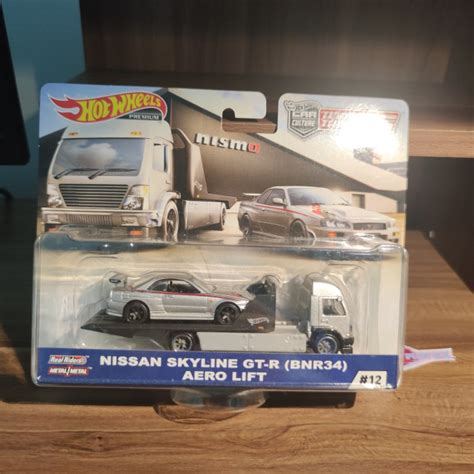 HOT WHEELS
PREMIUM
CAR
CULTURE
nismo
Real Riders
METAL/METAL
NISSAN SKYLINE GT-R (BNR34)
AERO LIFT
#12